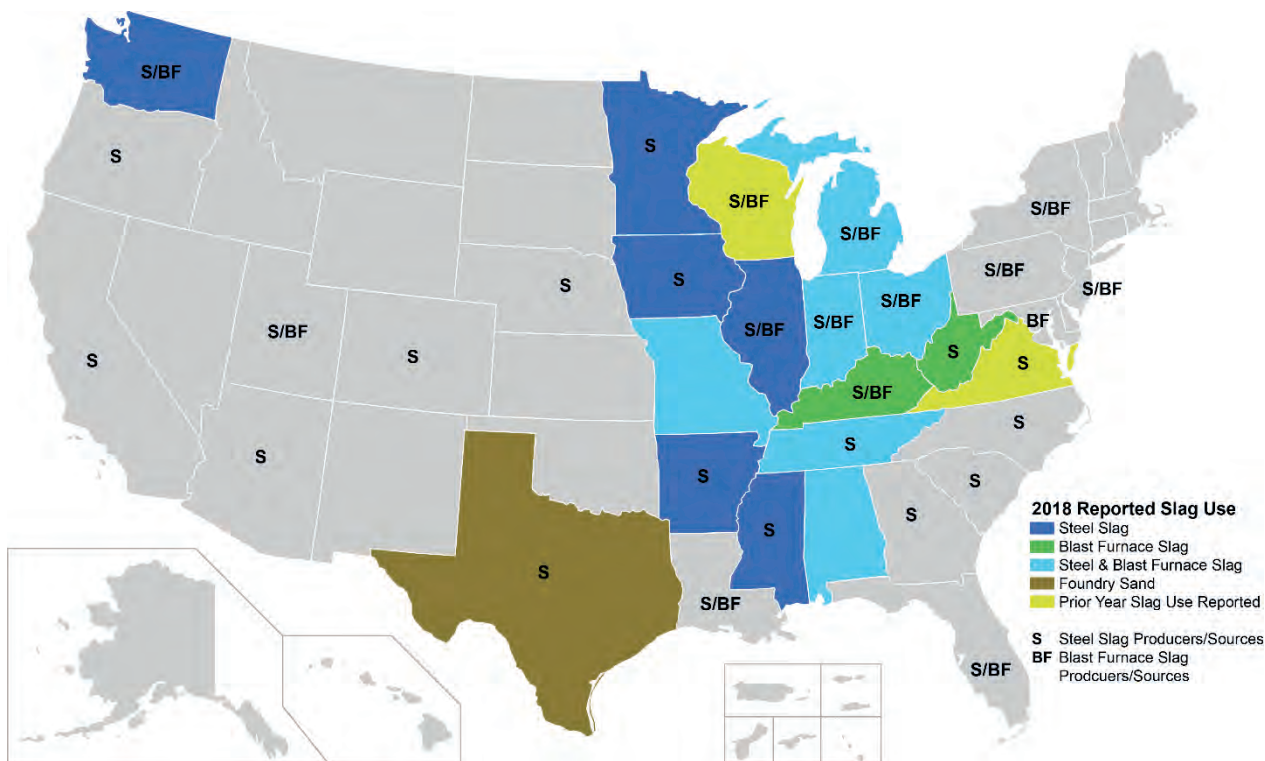 S/BF
S
S
S/BF
S/BF
S/BF
S/BF
S/BF
S
S
S/BF
S
S/BF
S/BF
S/BF
BF
S
S
S/BF
S
S
S
S
S
S
S
S
S
S
S/BF
S/BF
2018 Reported Slag Use
Steel Slag
Blast Furnace Slag
Steel & Blast Furnace Slag
Foundry Sand
Prior Year Slag Use Reported
S Steel Slag Producers/Sources
BF Blast Furnace Slag
Prodcuers/Sources